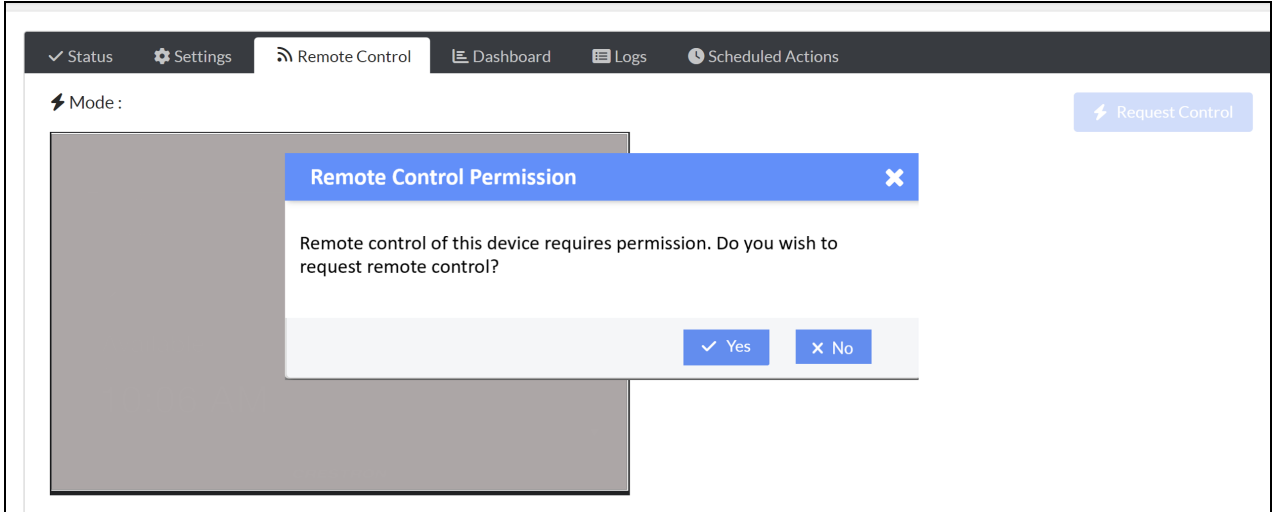 Status Settings Remote Control Dashboard Logs Scheduled Actions
Mode :
Request Control
Remote Control Permission
Remote control of this device requires permission. Do you wish to
request remote control?
Yes No